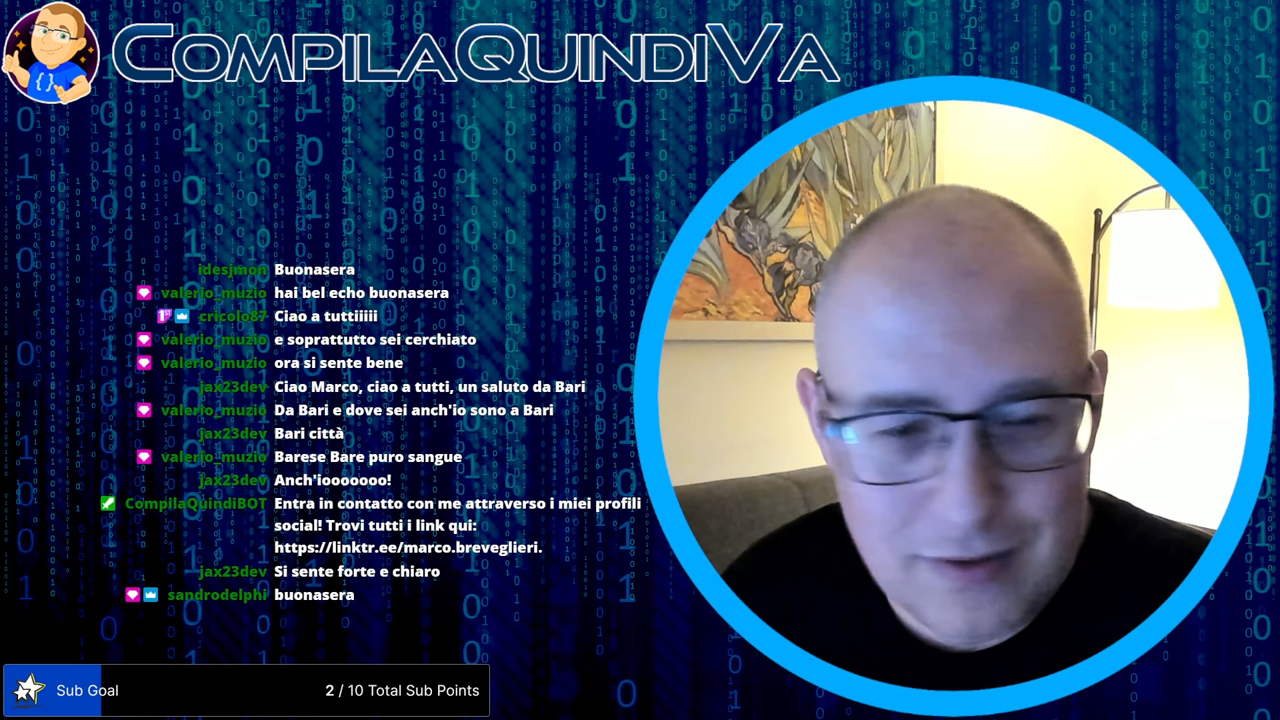 COMPILAQUINDIVA
idesjmon Buonasera
valerio_muzio hai bel echo buonasera
1st cricolo87 Ciao a tuttiiiii
valerio_muzio e soprattutto sei cerchiato
valerio_muzio ora si sente bene
jax23dev Ciao Marco, ciao a tutti, un saluto da Bari
valerio_muzio Da Bari e dove sei anch'io sono a Bari
jax23dev Bari città
valerio_muzio Barese Bare puro sangue
jax23dev Anch'iooooooo!
CompilaQuindiBOT Entra in contatto con me attraverso i miei profili
social! Trovi tutti i link qui:
https://linktr.ee/marco.breveglieri.
jax23dev Si sente forte e chiaro
sandrodelphi buonasera
Sub Goal 2 / 10 Total Sub Points